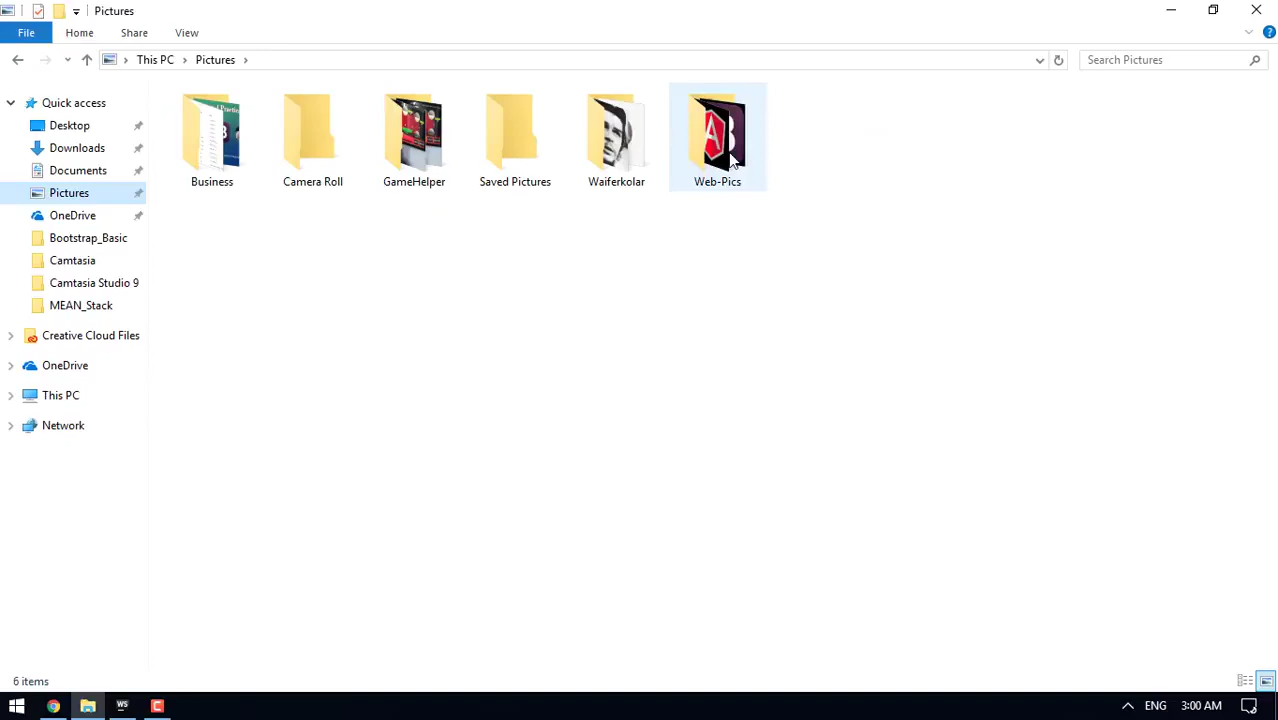 Pictures
File Home Share View
This PC Pictures
Search Pictures
Quick access
Desktop
Downloads
Documents
Pictures
OneDrive
Bootstrap_Basic
Camtasia
Camtasia Studio 9
MEAN_Stack
Creative Cloud Files
OneDrive
This PC
Network
Business Camera Roll GameHelper Saved Pictures Waiferkolar Web-Pics
6 items
WS
ENG 3:00 AM